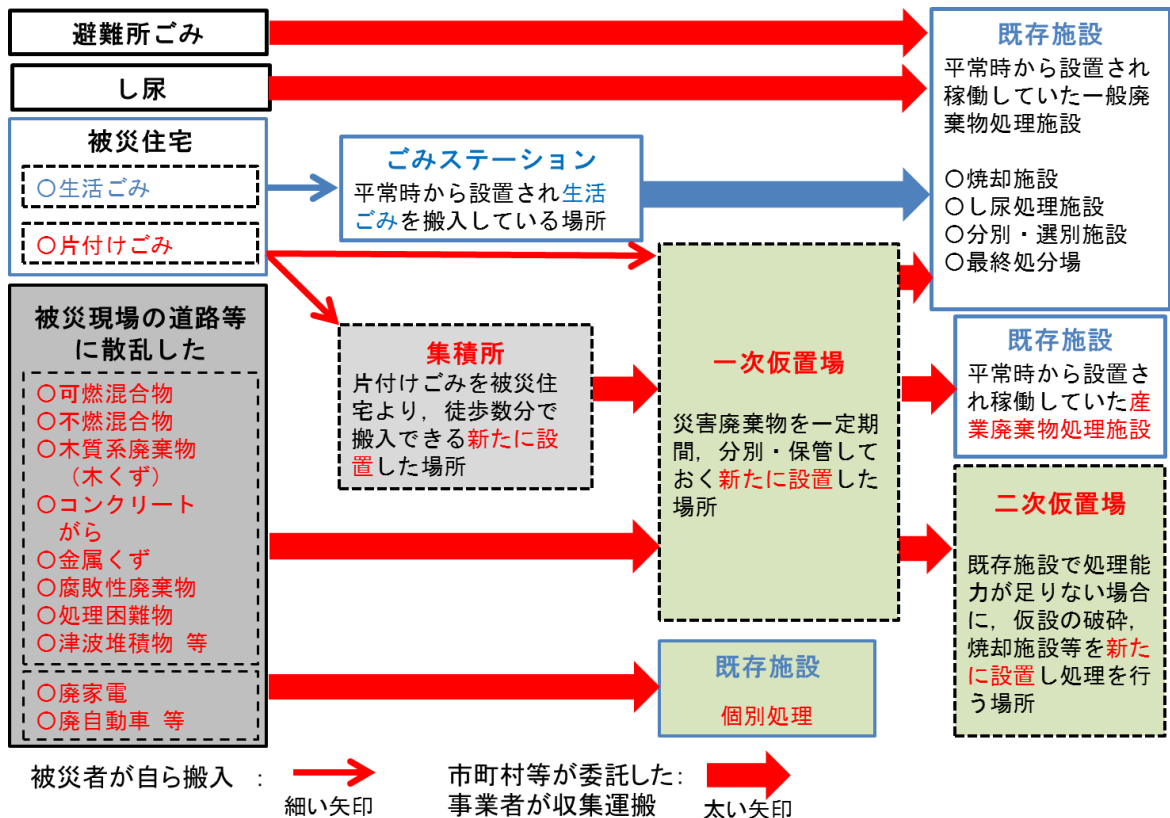 避難所ごみ
し尿
被災住宅
○生活ごみ
○片付けごみ
被災現場の道路等
に散乱した
○可燃混合物
○不燃混合物
○木質系廃棄物
（木くず）
○コンクリート
がら
○金属くず
○腐敗性廃棄物
○処理困難物
○津波堆積物 等
○廃家電
○廃自動車 等
ごみステーション
平常時から設置され生活
ごみを搬入している場所
集積所
片付けごみを被災住
宅より，徒歩数分で
搬入できる新たに設
置した場所
一次仮置場
災害廃棄物を一定期
間，分別・保管して
おく新たに設置した
場所
既存施設
個別処理
既存施設
平常時から設置され
稼働していた一般廃
棄物処理施設
○焼却施設
○し尿処理施設
○分別・選別施設
○最終処分場
既存施設
平常時から設置さ
れ稼働していた産
業廃棄物処理施設
二次仮置場
既存施設で処理能
力が足りない場合
に，仮設の破砕，
焼却施設等を新た
に設置し処理を行
う場所
被災者が自ら搬入 ：
細い矢印
市町村等が委託した：
事業者が収集運搬
太い矢印